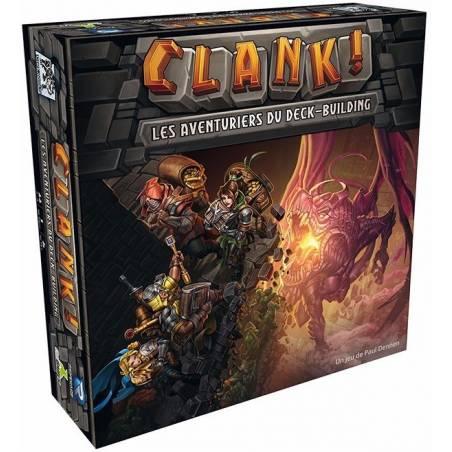 CLANK!
LES AVENTURIERS DU DECK-BUILDING
Un jeu de Paul Dennen
CLANK!
LES AVENTURIERS DU DECK-BUILDING